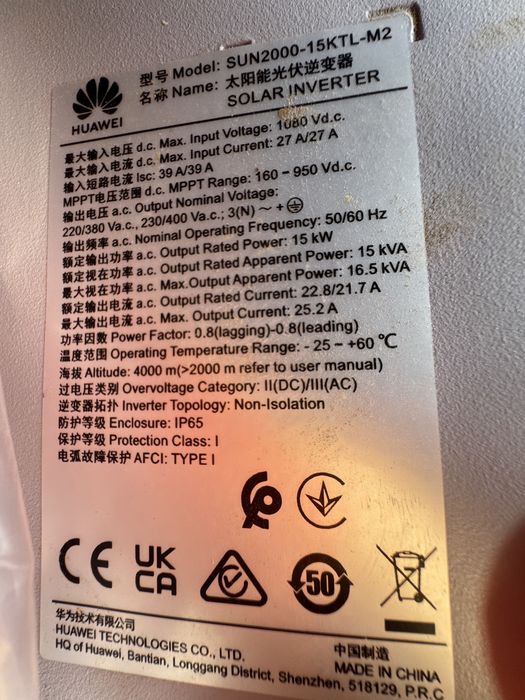 HUAWEI
型号 Model: SUN2000-15KTL-M2
名称 Name: 太阳能光伏逆变器
SOLAR INVERTER
最大输入电压 d.c. Max. Input Voltage: 1080 Vd.c.
最大输入电流 d.c. Max. Input Current: 27 A/27 A
输入短路电流 Isc: 39 A/39 A
MPPT电压范围 d.c. MPPT Range: 160 – 950 Vd.c.
输出电压 a.c. Output Nominal Voltage:
220/380 Va.c., 230/400 Va.c.; 3(N) ~ + ⏚
输出频率 a.c. Nominal Operating Frequency: 50/60 Hz
额定输出功率 a.c. Output Rated Power: 15 kW
额定视在功率 a.c. Output Rated Apparent Power: 15 kVA
最大视在功率 a.c. Max.Output Apparent Power: 16.5 kVA
额定输出电流 a.c. Output Rated Current: 22.8/21.7 A
最大输出电流 a.c. Max. Output Current: 25.2 A
功率因数 Power Factor: 0.8(lagging)-0.8(leading)
温度范围 Operating Temperature Range: - 25 ~ +60 ℃
海拔 Altitude: 4000 m(>2000 m refer to user manual)
过电压类别 Overvoltage Category: II(DC)/III(AC)
逆变器拓扑 Inverter Topology: Non-Isolation
防护等级 Enclosure: IP65
保护等级 Protection Class: I
电弧故障保护 AFCI: TYPE I
CE UK
CA
50
华为技术有限公司
HUAWEI TECHNOLOGIES CO., LTD.
中国制造
MADE IN CHINA
HQ of Huawei, Bantian, Longgang District, Shenzhen, 518129, P.R.C